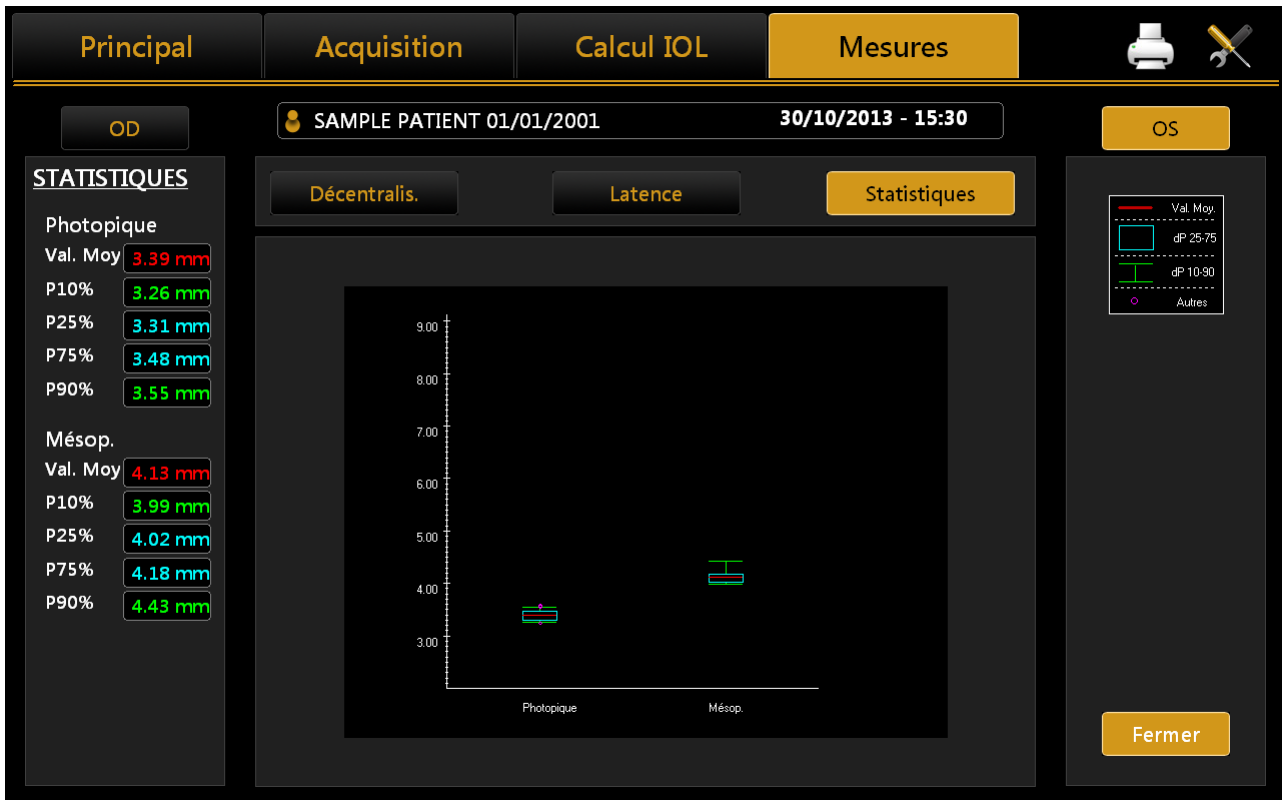 Principal
Acquisition
Calcul IOL
Mesures
OD
SAMPLE PATIENT 01/01/2001
30/10/2013 - 15:30
OS
STATISTIQUES
Photopique
Val. Moy 3.39 mm
P10% 3.26 mm
P25% 3.31 mm
P75% 3.48 mm
P90% 3.55 mm
Mésop.
Val. Moy 4.13 mm
P10% 3.99 mm
P25% 4.02 mm
P75% 4.18 mm
P90% 4.43 mm
Décentralis.
Latence
Statistiques
9.00
8.00
7.00
6.00
5.00
4.00
3.00
Photopique
Mésop.
Val. Moy.
dP 25-75
dP 10-90
Autres
Fermer